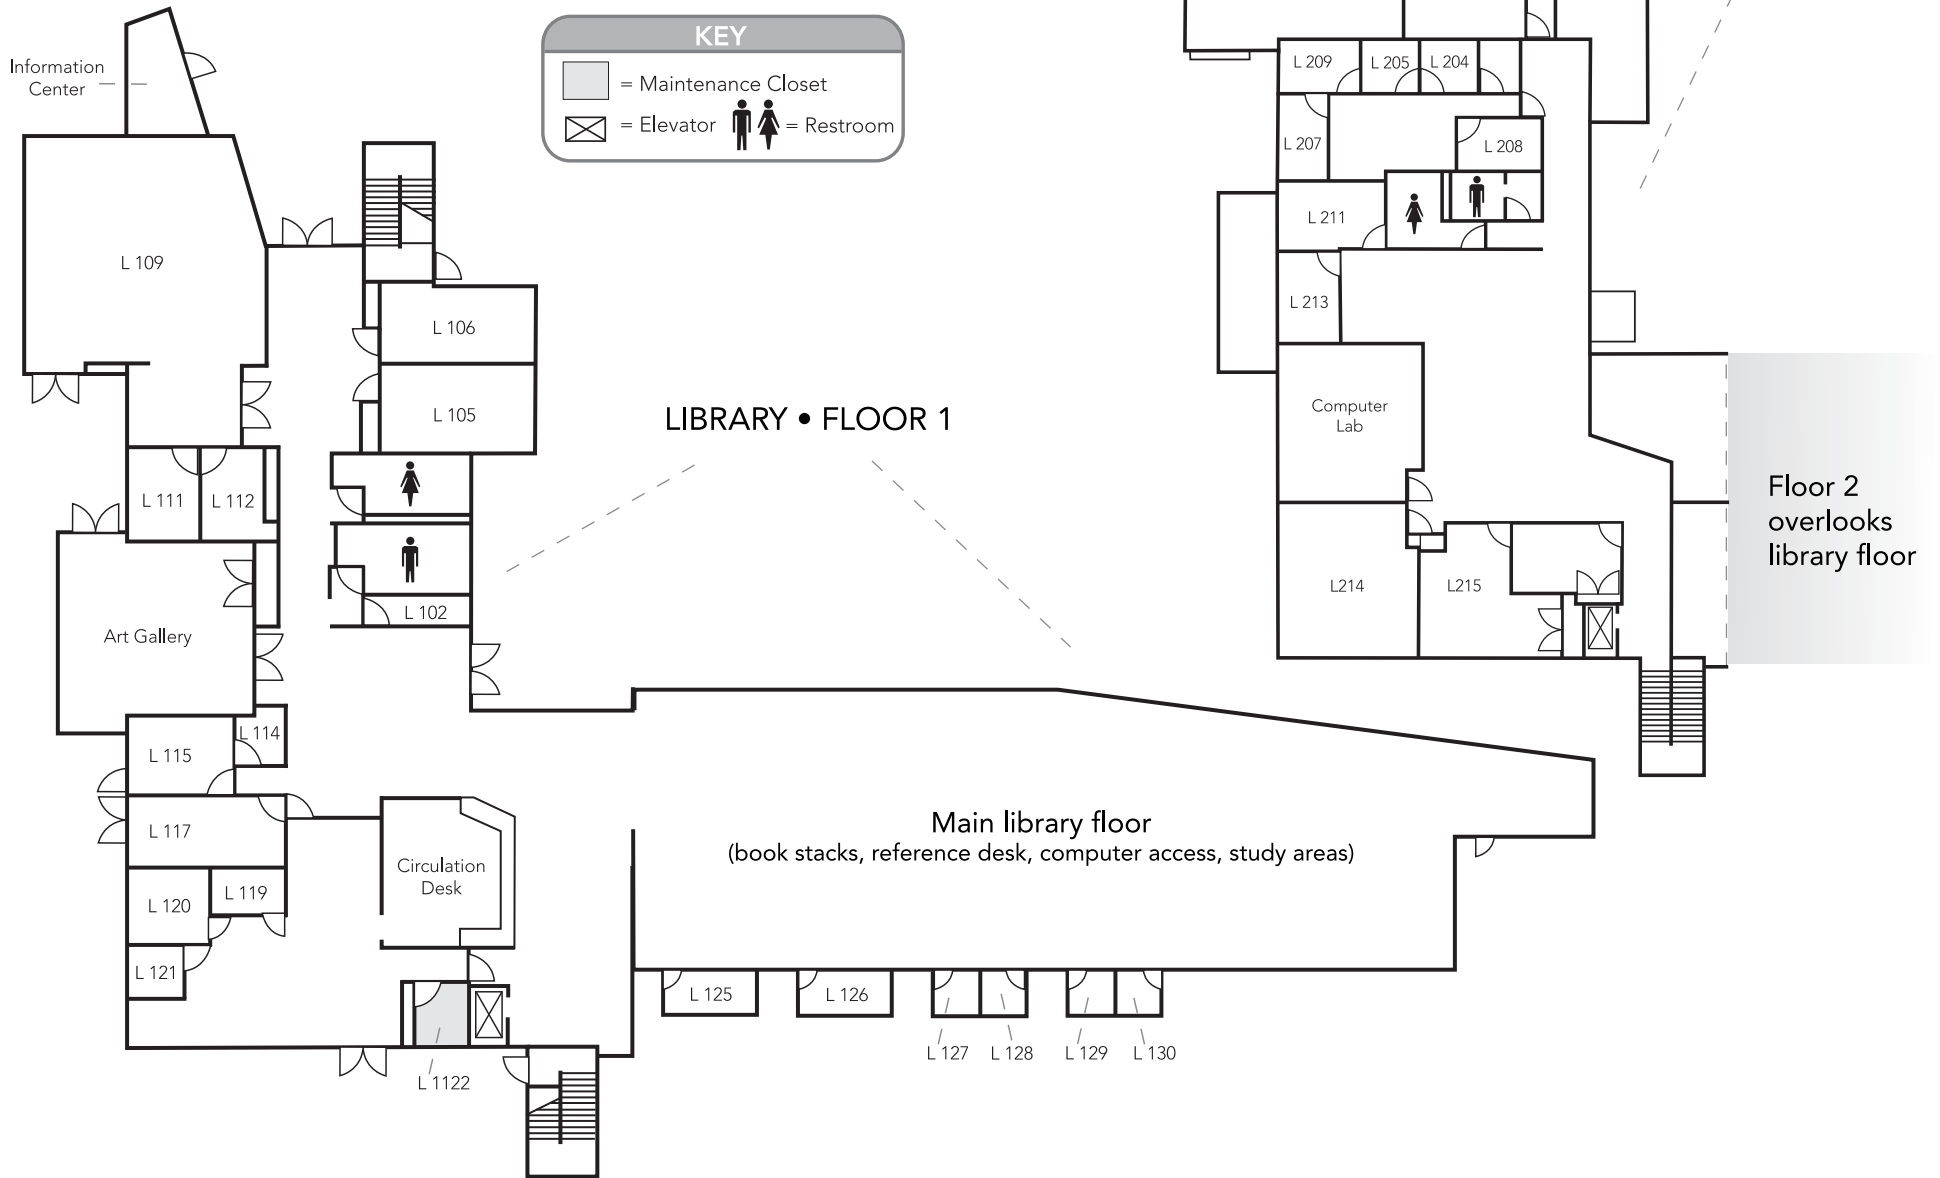 KEY
= Maintenance Closet
= Elevator
= Restroom
Information
Center
L 109
L 106
L 105
L 111
L 112
L 102
Art Gallery
L 114
L 115
L 117
L 119
L 120
L 121
Circulation
Desk
L 1122
LIBRARY • FLOOR 1
Main library floor
(book stacks, reference desk, computer access, study areas)
L 125
L 126
L 127
L 128
L 129
L 130
L 209
L 205
L 204
L 207
L 208
L 211
L 213
Computer
Lab
L214
L215
Floor 2
overlooks
library floor